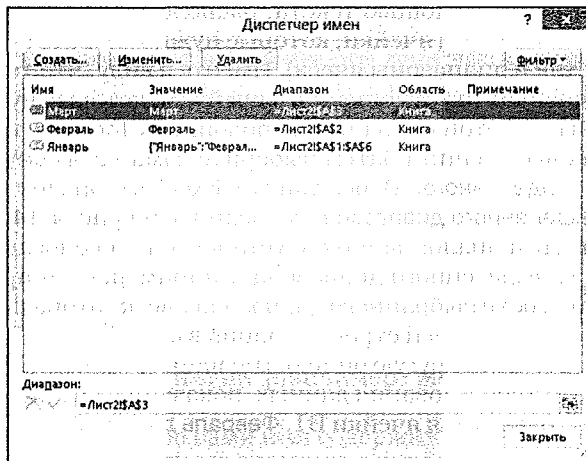 Диспетчер имен
?
Создать... Изменить... Удалить Фильтр
Имя Значение Диапазон Область Примечание
Март Март =Лист2!$A$3 Книга
Февраль Февраль =Лист2!$A$2 Книга
Январь {"Январь":"Феврал... =Лист2!$A$1:$A$6 Книга
Диапазон:
=Лист2!$A$3
Закрыть